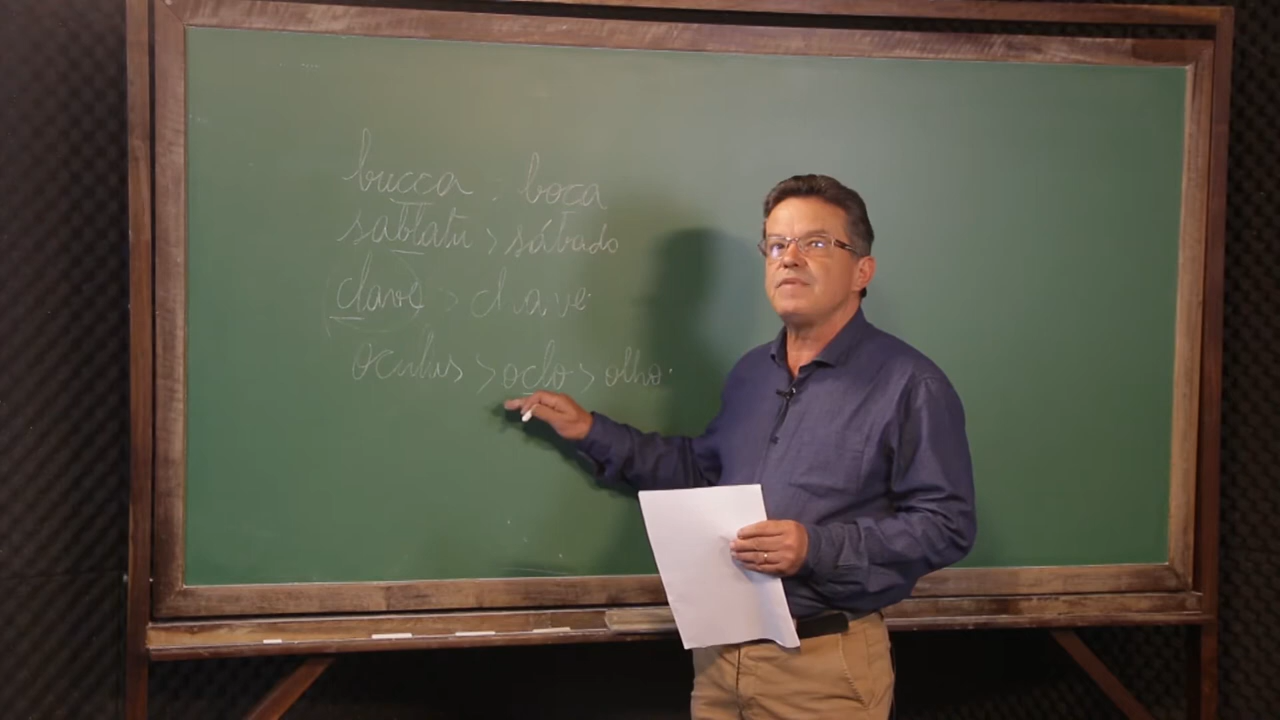 bucca > boca
sabbatu > sábado
clave > chave
oculus > oclo > olho